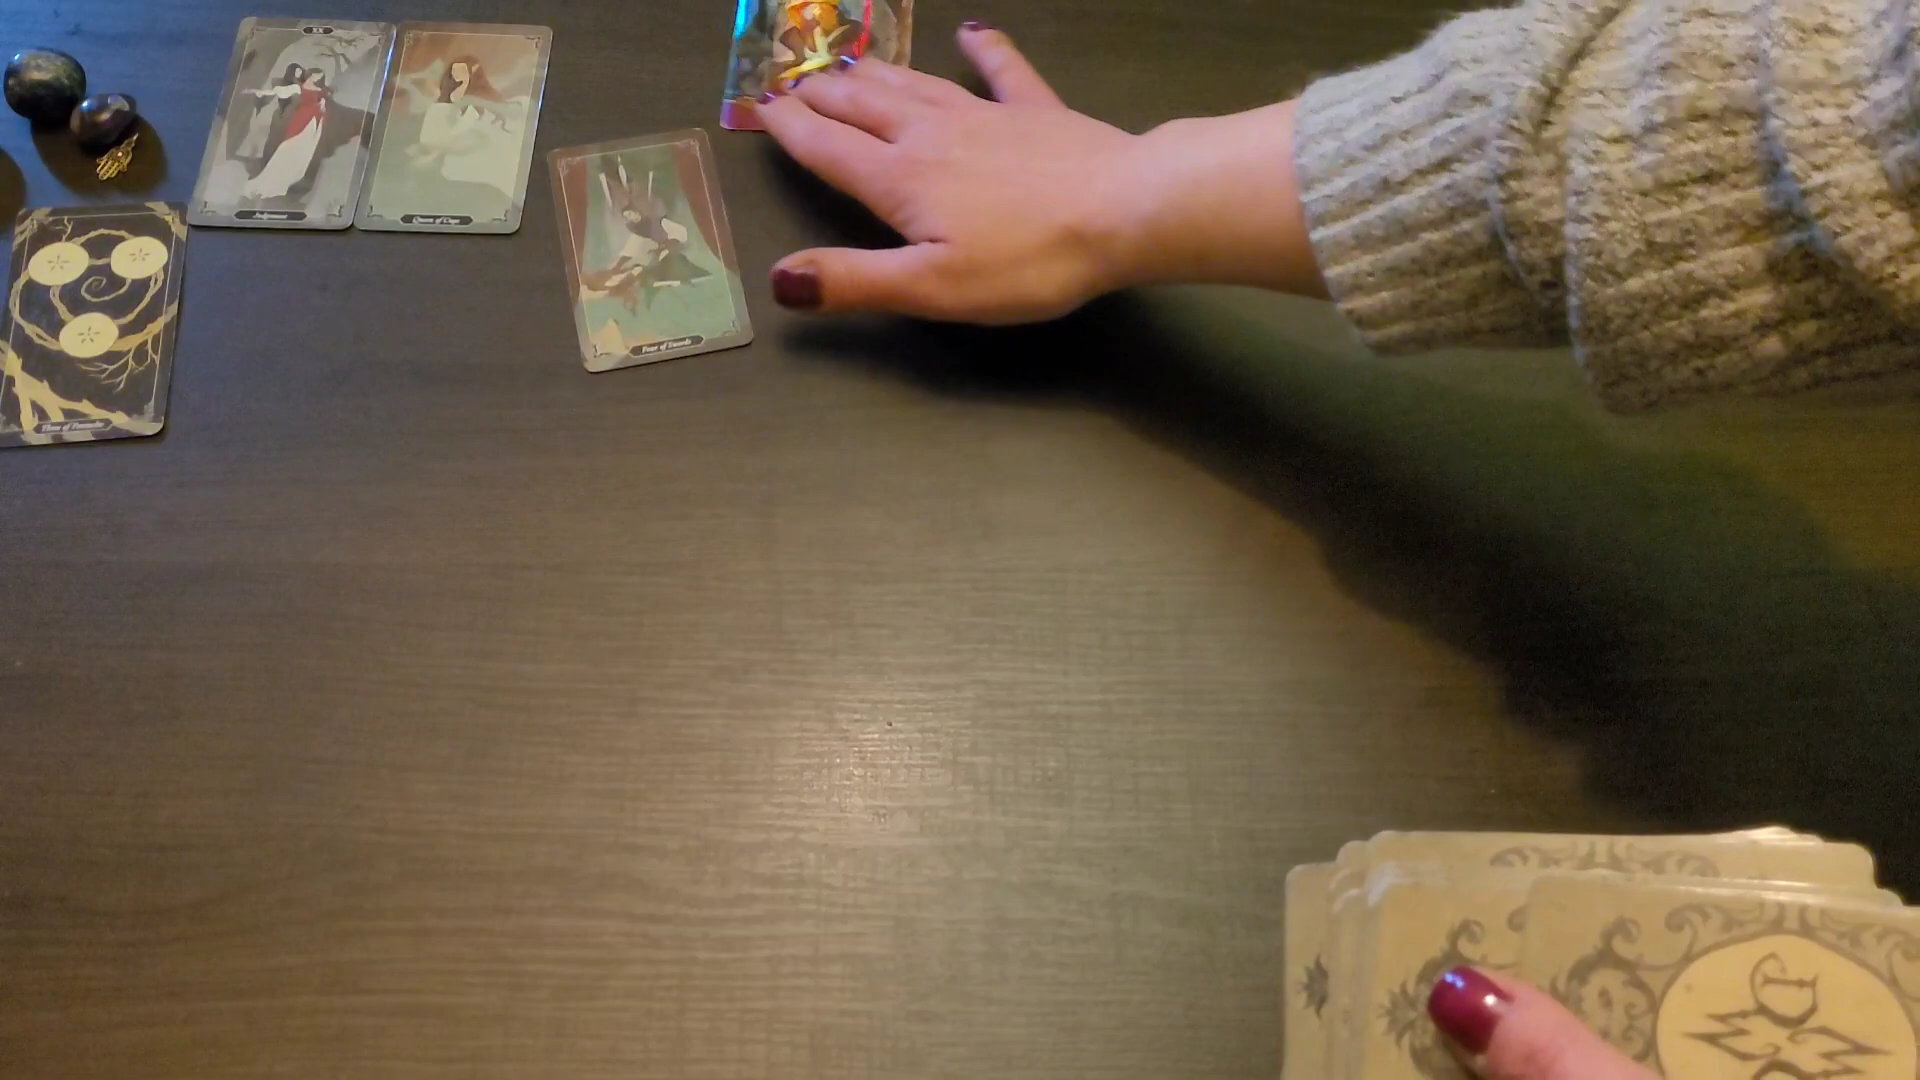 XX
Judgement
Queen of Cups
Four of Swords
Three of Pentacles